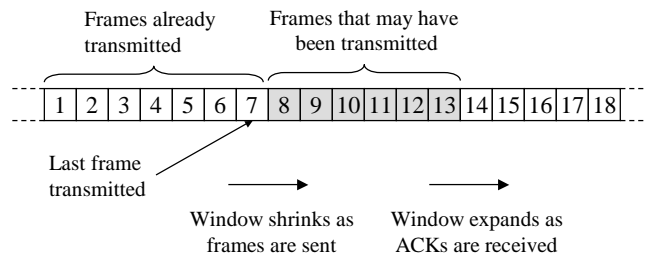 Frames already
transmitted
Frames that may have
been transmitted
1 2 3 4 5 6 7 8 9 10 11 12 13 14 15 16 17 18
Last frame
transmitted
Window shrinks as
frames are sent
Window expands as
ACKs are received